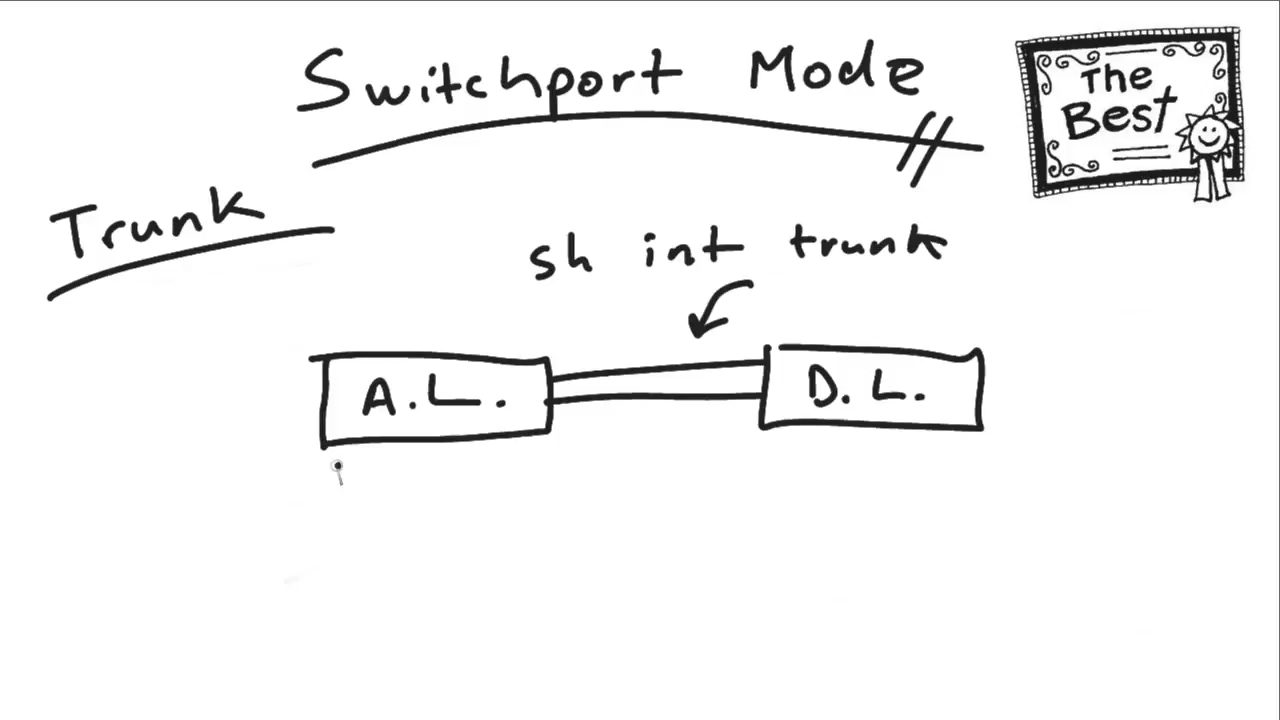 Switchport Mode
The
Best
Trunk
sh int trunk
A.L.
D.L.